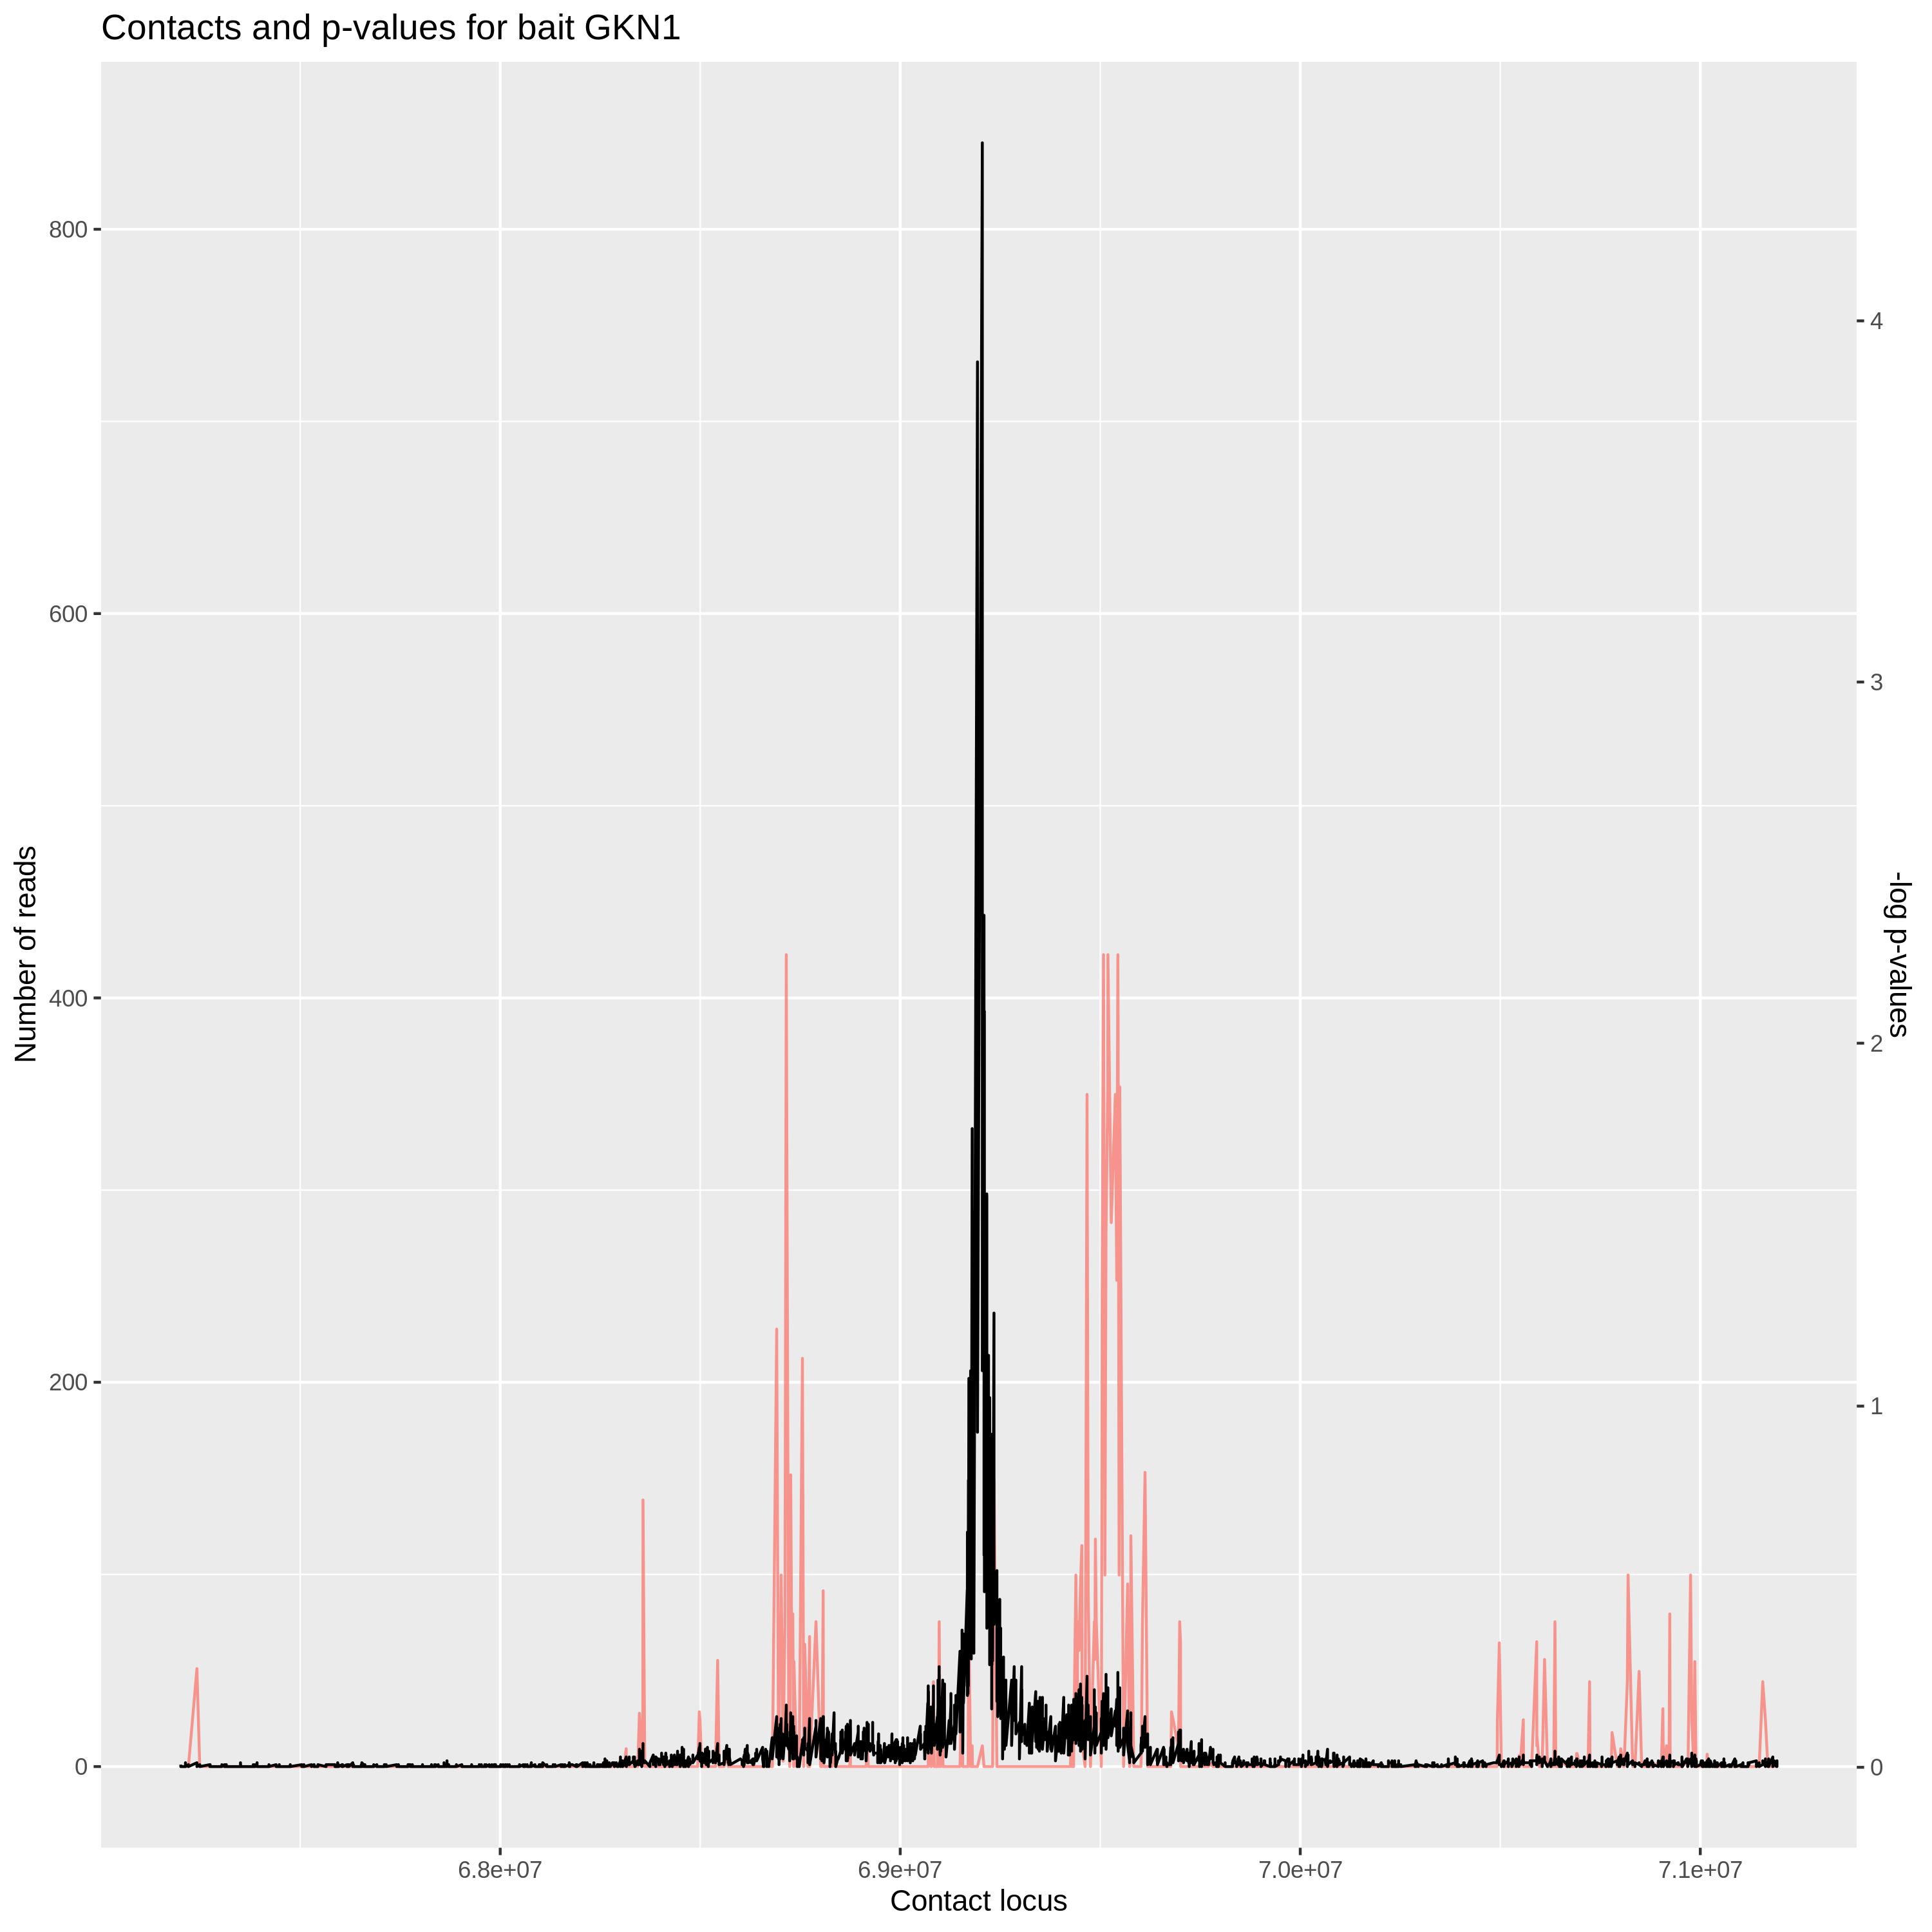 Contacts and p-values for bait GKN1
800
600
400
200
0
Number of reads
4
3
2
1
0
-log p-values
6.8e+07
6.9e+07
7.0e+07
7.1e+07
Contact locus